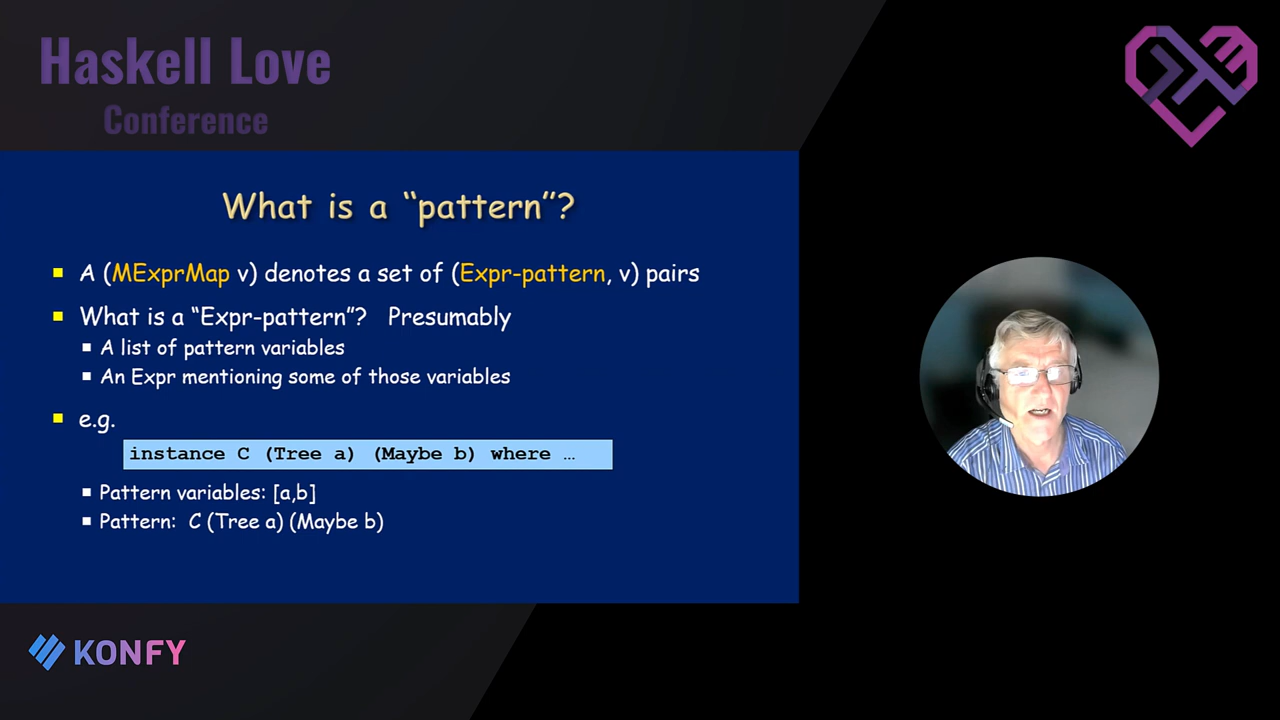 Haskell Love
Conference
What is a “pattern”?
A (MExprMap v) denotes a set of (Expr-pattern, v) pairs
What is a “Expr-pattern”? Presumably
A list of pattern variables
An Expr mentioning some of those variables
e.g.
instance C (Tree a) (Maybe b) where …
Pattern variables: [a,b]
Pattern: C (Tree a) (Maybe b)
KONFY